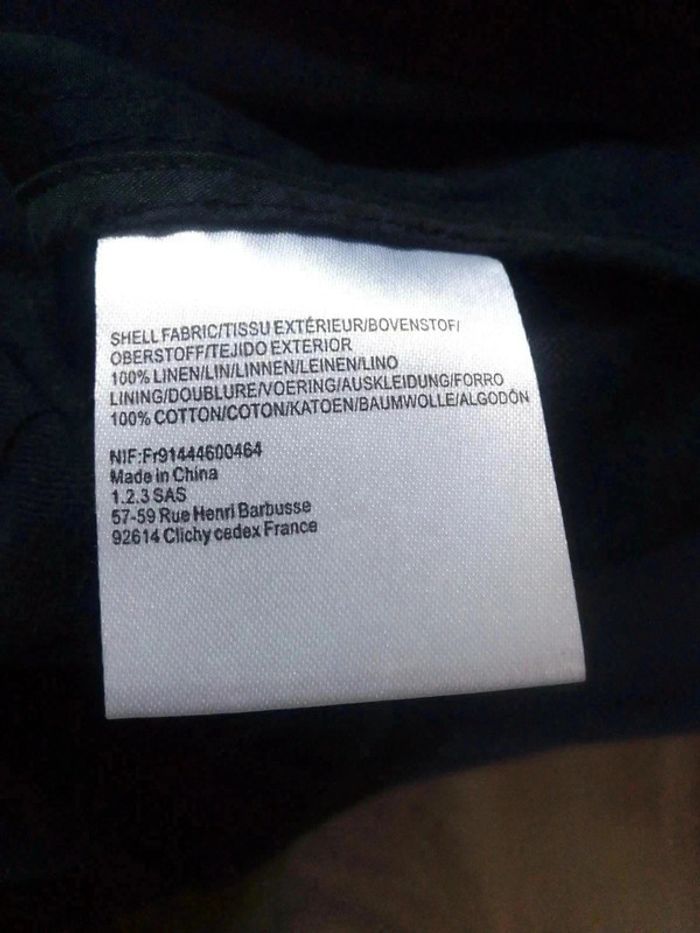 SHELL FABRIC/TISSU EXTÉRIEUR/BOVENSTOF/
OBERSTOFF/TEJIDO EXTERIOR
100% LINEN/LIN/LINNEN/LEINEN/LINO
LINING/DOUBLURE/VOERING/AUSKLEIDUNG/FORRO
100% COTTON/COTON/KATOEN/BAUMWOLLE/ALGODÓN
NIF:Fr91444600464
Made in China
1.2.3 SAS
57-59 Rue Henri Barbusse
92614 Clichy cedex France